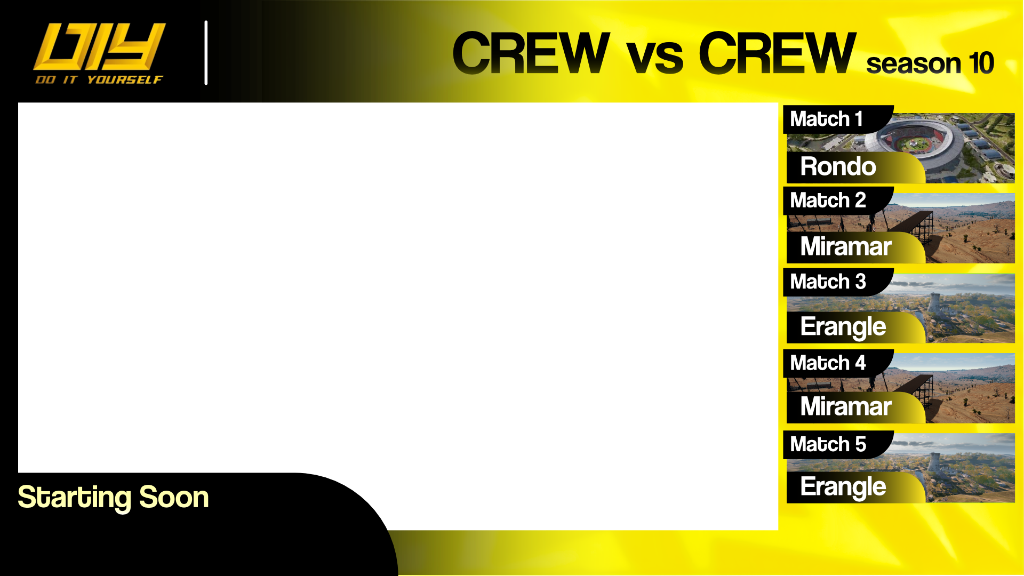 DIY
DO IT YOURSELF
CREW vs CREW season 10
Match 1
Rondo
Match 2
Miramar
Match 3
Erangle
Match 4
Miramar
Match 5
Erangle
Starting Soon